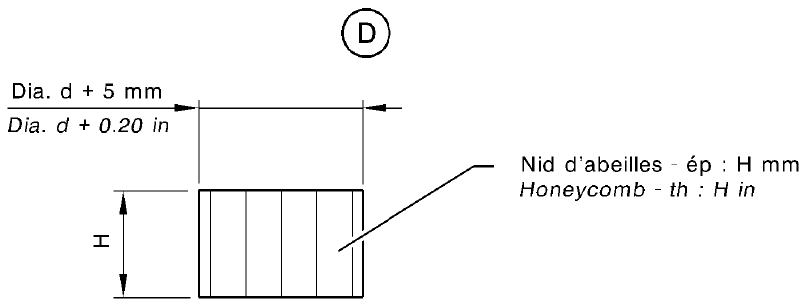 D
Dia. d + 5 mm
Dia. d + 0.20 in
Nid d'abeilles - ép : H mm
Honeycomb - th : H in
H